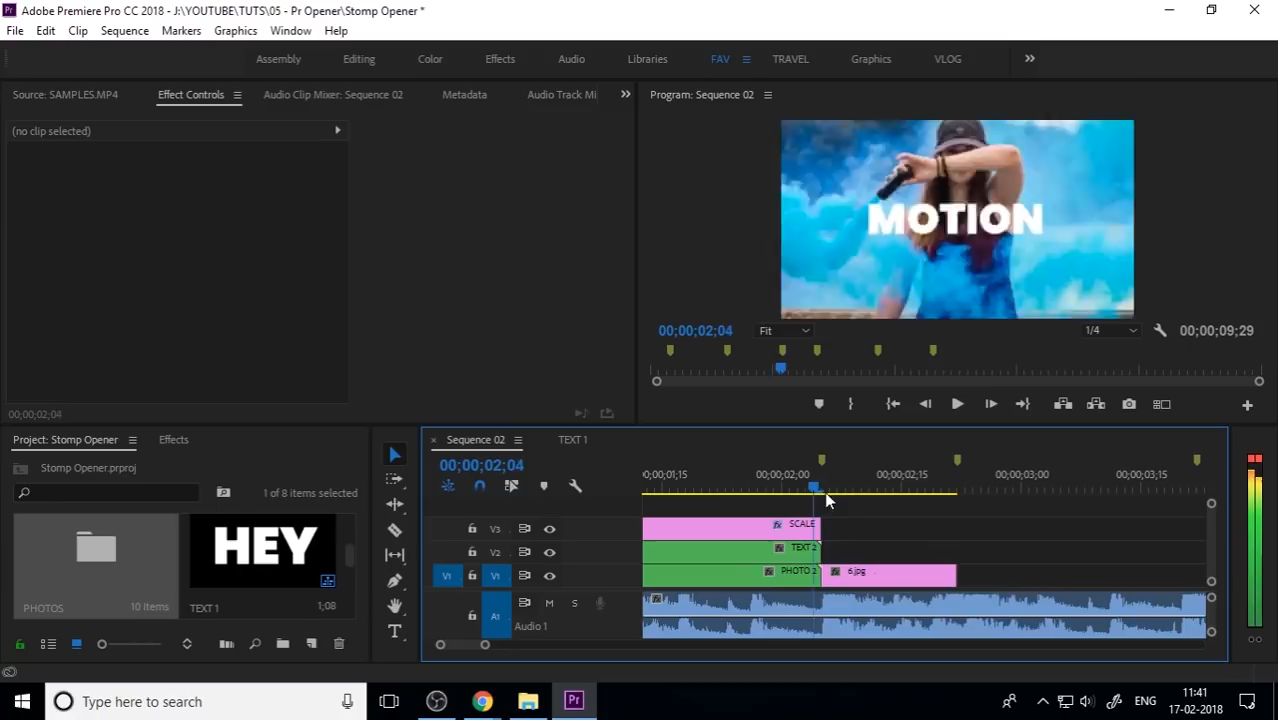 Adobe Premiere Pro CC 2018 - J:\YOUTUBE\TUTS\05 - Pr Opener\Stomp Opener *
File Edit Clip Sequence Markers Graphics Window Help
Assembly Editing Color Effects Audio Libraries FAV TRAVEL Graphics VLOG
Source: SAMPLES.MP4 Effect Controls Audio Clip Mixer: Sequence 02 Metadata Audio Track Mi
Program: Sequence 02
(no clip selected)
MOTION
00;00;02;04 Fit 1/4 00;00;09;29
00;00;02;04
Project: Stomp Opener Effects
Stomp Opener.prproj
1 of 8 items selected
HEY
PHOTOS 10 Items
TEXT 1 1;08
Sequence 02 TEXT 1
00;00;02;04
;00;00;01;15 00;00;02;00 00;00;02;15 00;00;03;00 00;00;03;15
V3 SCALE
V2 TEXT 2
V1 V1 PHOTO 2 6.jpg
A1 M S
Audio 1
Type here to search
ENG
11:41
17-02-2018